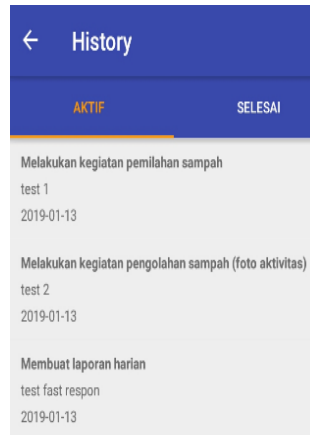 History
AKTIF SELESAI
Melakukan kegiatan pemilahan sampah
test 1
2019-01-13
Melakukan kegiatan pengolahan sampah (foto aktivitas)
test 2
2019-01-13
Membuat laporan harian
test fast respon
2019-01-13